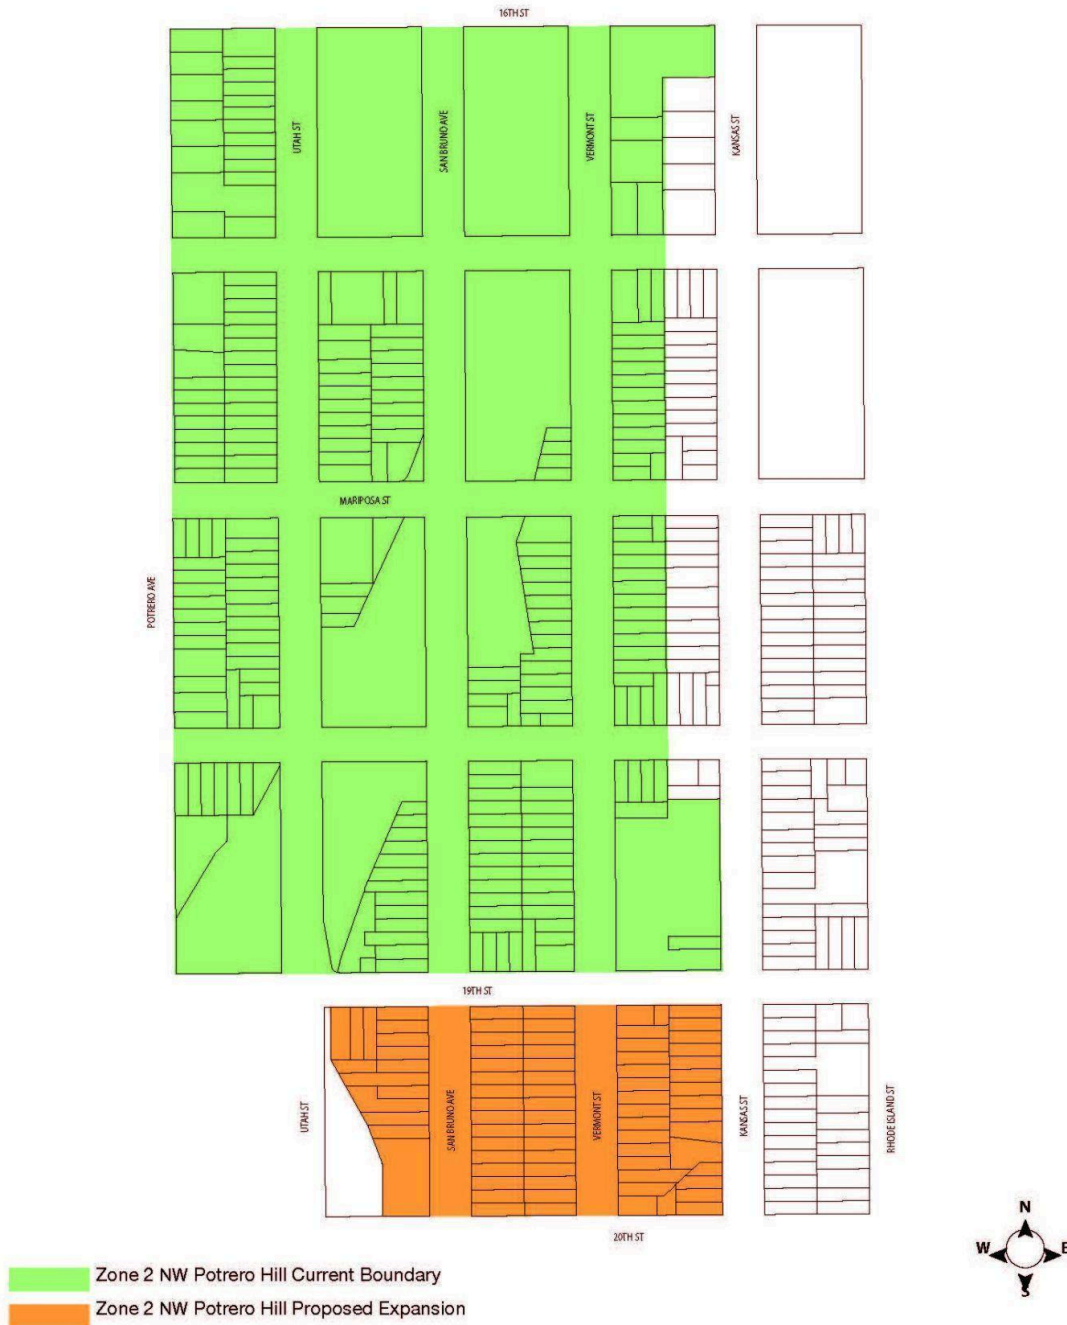 16TH ST
UTAH ST
SAN BRUNO AVE
VERMONT ST
KANSAS ST
MARIPOSA ST
POTRERO AVE
19TH ST
UTAH ST
SAN BRUNO AVE
VERMONT ST
KANSAS ST
RHODE ISLAND ST
20TH ST
N
W E
S
Zone 2 NW Potrero Hill Current Boundary
Zone 2 NW Potrero Hill Proposed Expansion